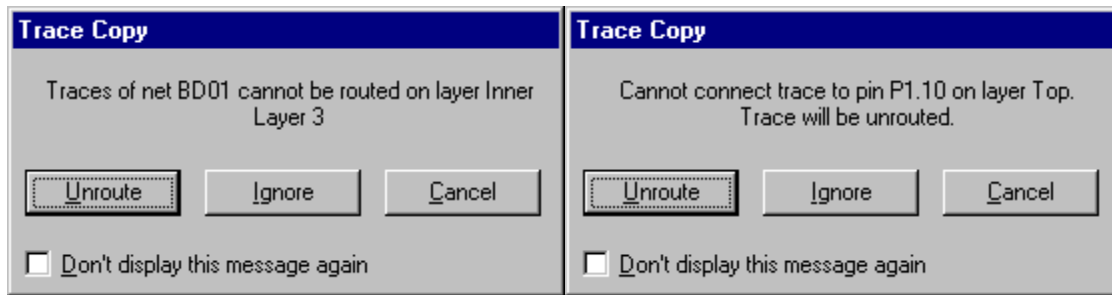 Trace Copy
Traces of net BD01 cannot be routed on layer Inner
Layer 3
Unroute
Ignore
Cancel
Don't display this message again
Trace Copy
Cannot connect trace to pin P1.10 on layer Top.
Trace will be unrouted.
Unroute
Ignore
Cancel
Don't display this message again